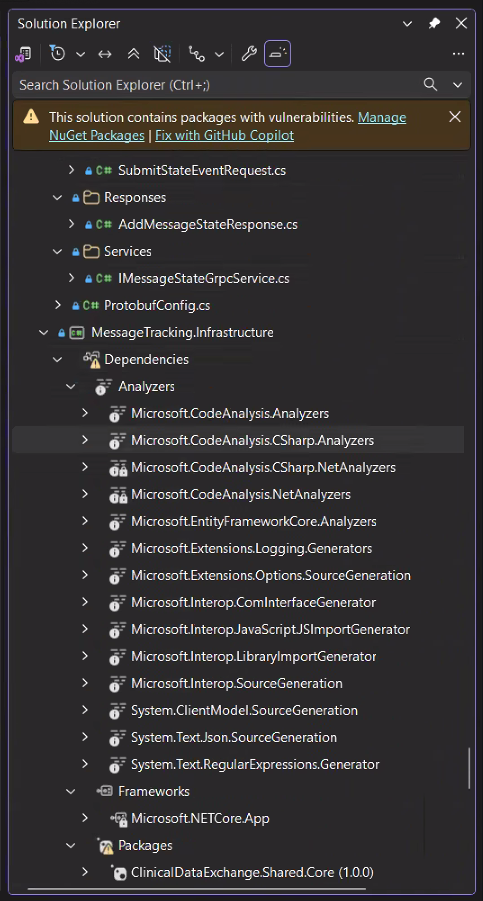 Solution Explorer
Search Solution Explorer (Ctrl+;)
This solution contains packages with vulnerabilities. Manage
NuGet Packages | Fix with GitHub Copilot
C# SubmitStateEventRequest.cs
Responses
C# AddMessageStateResponse.cs
Services
C# IMessageStateGrpcService.cs
C# ProtobufConfig.cs
C# MessageTracking.Infrastructure
Dependencies
Analyzers
Microsoft.CodeAnalysis.Analyzers
Microsoft.CodeAnalysis.CSharp.Analyzers
Microsoft.CodeAnalysis.CSharp.NetAnalyzers
Microsoft.CodeAnalysis.NetAnalyzers
Microsoft.EntityFrameworkCore.Analyzers
Microsoft.Extensions.Logging.Generators
Microsoft.Extensions.Options.SourceGeneration
Microsoft.Interop.ComInterfaceGenerator
Microsoft.Interop.JavaScript.JSImportGenerator
Microsoft.Interop.LibraryImportGenerator
Microsoft.Interop.SourceGeneration
System.ClientModel.SourceGeneration
System.Text.Json.SourceGeneration
System.Text.RegularExpressions.Generator
Frameworks
Microsoft.NETCore.App
Packages
ClinicalDataExchange.Shared.Core (1.0.0)